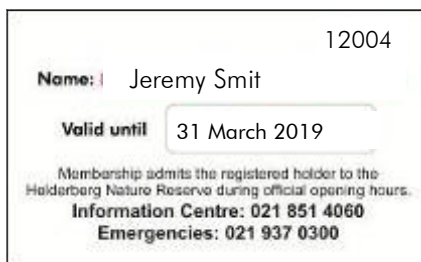 12004
Name: Jeremy Smit
Valid until 31 March 2019
Membership admits the registered holder to the
Helderberg Nature Reserve during official opening hours.
Information Centre: 021 851 4060
Emergencies: 021 937 0300